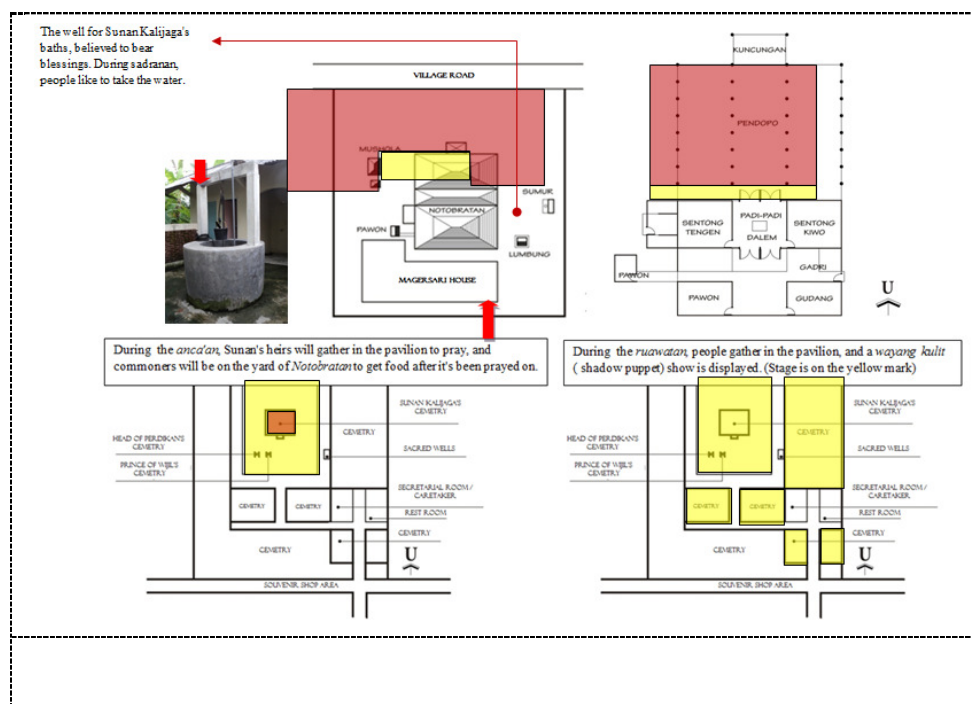 The well for Sunan Kalijaga's
baths, believed to bear
blessings. During sadranan,
people like to take the water.
VILLAGE ROAD
MUSHOLA
NOTOBRATAN
SUMUR
PAWON
LUMBUNG
MAGERSARI HOUSE
KUNCUNGAN
PENDOPO
SENTONG
TENGEN
PADI-PADI
DALEM
SENTONG
KIWO
GADRI
PAWON
PAWON
GUDANG
U
During the anca'an, Sunan's heirs will gather in the pavilion to pray, and
commoners will be on the yard of Notobratan to get food after it's been prayed on.
During the ruawatan, people gather in the pavilion, and a wayang kulit
( shadow puppet) show is displayed. (Stage is on the yellow mark)
SUNAN KALIJAGA'S
CEMETRY
CEMETRY
HEAD OF PERDIKAN'S
CEMETRY
SACRED WELLS
PRINCE OF WIJIL'S
CEMETRY
SECRETARIAL ROOM /
CARETAKER
CEMETRY
CEMETRY
REST ROOM
CEMETRY
CEMETRY
U
SOUVENIR SHOP AREA
SUNAN KALIJAGA'S
CEMETRY
CEMETRY
HEAD OF PERDIKAN'S
CEMETRY
SACRED WELLS
PRINCE OF WIJIL'S
CEMETRY
SECRETARIAL ROOM /
CARETAKER
CEMETRY
CEMETRY
REST ROOM
CEMETRY
CEMETRY
U
SOUVENIR SHOP AREA